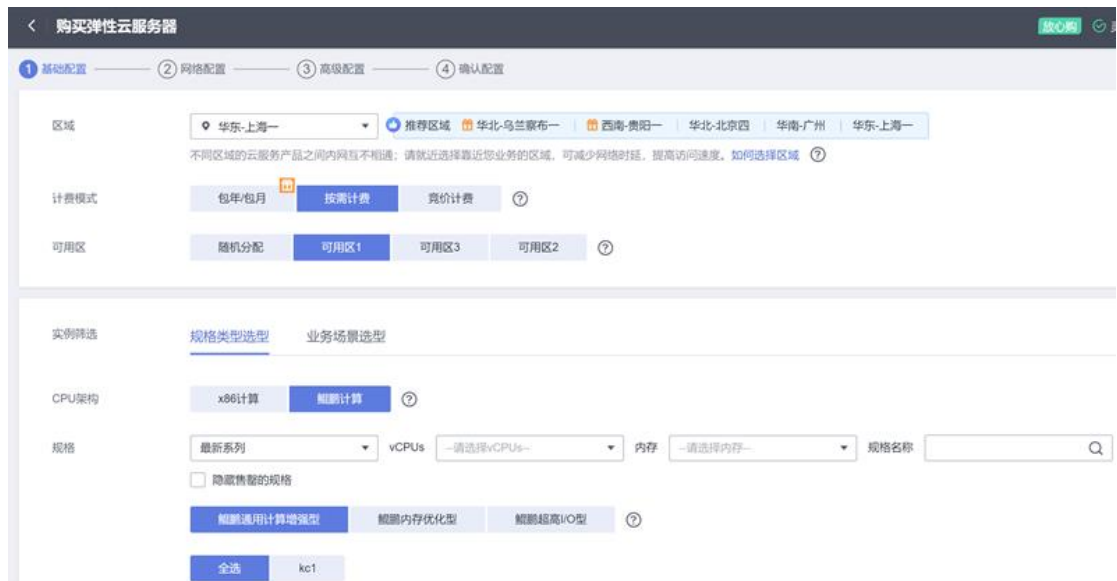 购买弹性云服务器 放心购
1 基础配置 2 网络配置 3 高级配置 4 确认配置
区域 华东-上海一 推荐区域 华北-乌兰察布一 西南-贵阳一 华北-北京四 华南-广州 华东-上海一
不同区域的云服务产品之间内网互不相通；请就近选择靠近您业务的区域，可减少网络时延，提高访问速度。如何选择区域 ?
计费模式 包年/包月 按需计费 竞价计费 ?
可用区 随机分配 可用区1 可用区3 可用区2 ?
实例筛选 规格类型选型 业务场景选型
CPU架构 x86计算 鲲鹏计算 ?
规格 最新系列 vCPUs --请选择vCPUs-- 内存 --请选择内存-- 规格名称
隐藏售罄的规格
鲲鹏通用计算增强型 鲲鹏内存优化型 鲲鹏超高I/O型 ?
全选 kc1